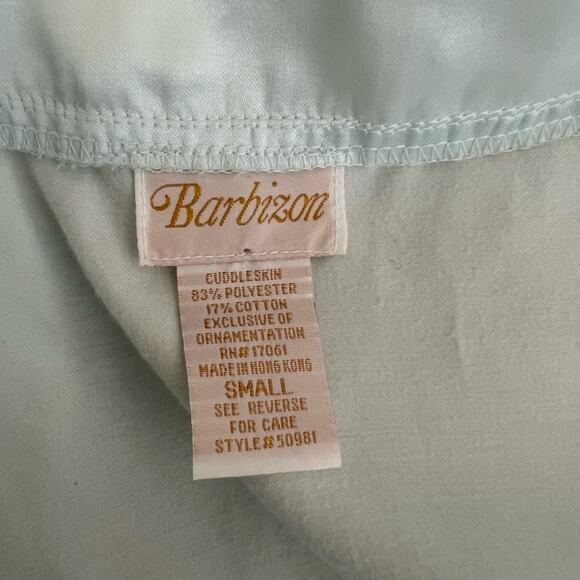 Barbizon
CUDDLESKIN
83% POLYESTER
17% COTTON
EXCLUSIVE OF
ORNAMENTATION
RN# 17061
MADE IN HONG KONG
SMALL
SEE REVERSE
FOR CARE
STYLE# 50981